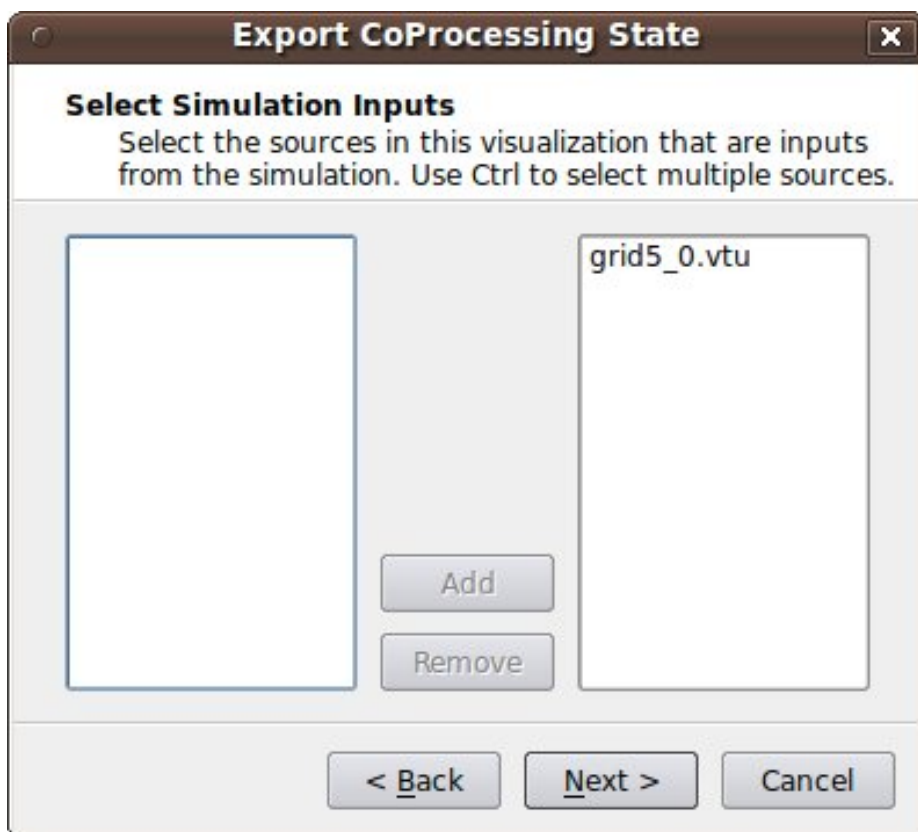 Export CoProcessing State
Select Simulation Inputs
Select the sources in this visualization that are inputs
from the simulation. Use Ctrl to select multiple sources.
grid5_0.vtu
Add
Remove
< Back
Next >
Cancel